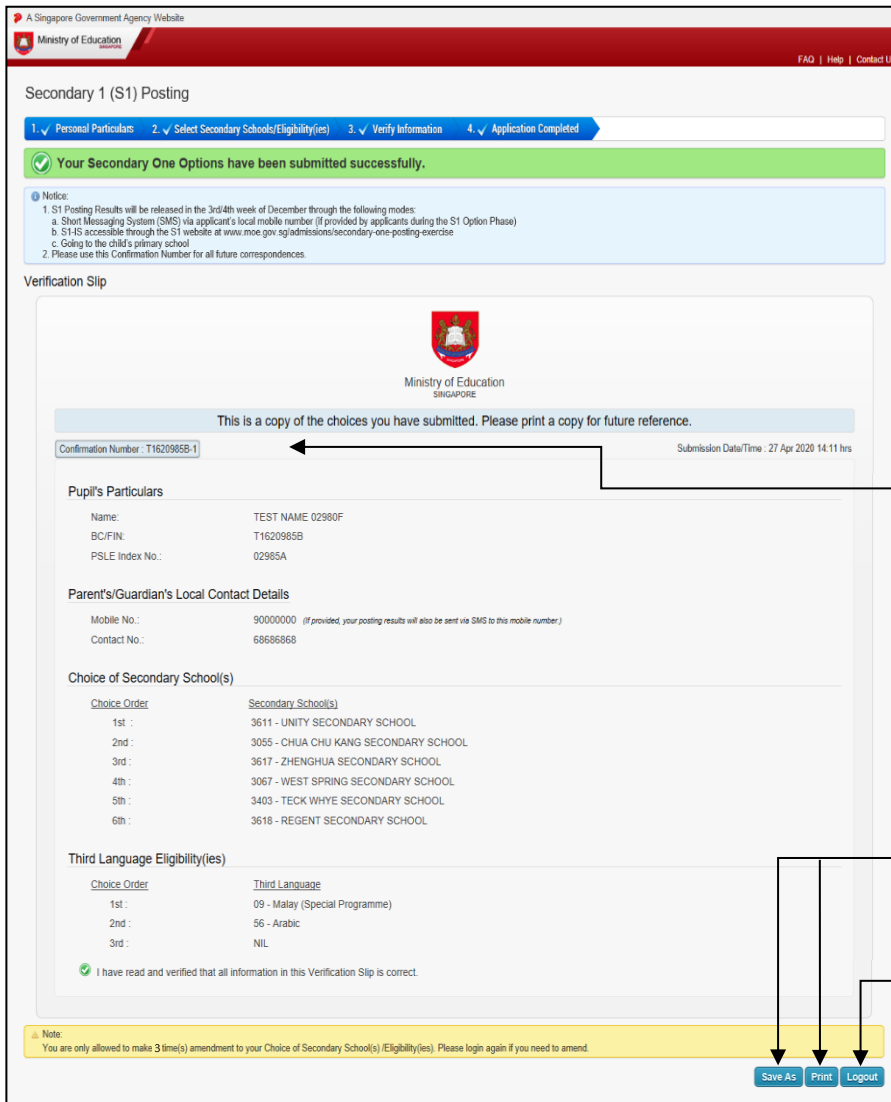 A Singapore Government Agency Website
Ministry of Education
SINGAPORE
FAQ | Help | Contact U
Secondary 1 (S1) Posting
1. Personal Particulars 2. Select Secondary Schools/Eligibility(ies) 3. Verify Information 4. Application Completed
Your Secondary One Options have been submitted successfully.
Notice:
1. S1 Posting Results will be released in the 3rd/4th week of December through the following modes:
a. Short Messaging System (SMS) via applicant's local mobile number (if provided by applicants during the S1 Option Phase)
b. S1-IS accessible through the S1 website at www.moe.gov.sg/admissions/secondary-one-posting-exercise
c. Going to the child's primary school
2. Please use this Confirmation Number for all future correspondences.
Verification Slip
Ministry of Education
SINGAPORE
This is a copy of the choices you have submitted. Please print a copy for future reference.
Confirmation Number : T1620985B-1 Submission Date/Time : 27 Apr 2020 14:11 hrs
Pupil's Particulars
Name: TEST NAME 02980F
BC/FIN: T1620985B
PSLE Index No.: 02985A
Parent's/Guardian's Local Contact Details
Mobile No.: 90000000 (If provided, your posting results will also be sent via SMS to this mobile number.)
Contact No.: 68686868
Choice of Secondary School(s)
Choice Order Secondary School(s)
1st : 3611 - UNITY SECONDARY SCHOOL
2nd : 3055 - CHUA CHU KANG SECONDARY SCHOOL
3rd : 3617 - ZHENGHUA SECONDARY SCHOOL
4th : 3067 - WEST SPRING SECONDARY SCHOOL
5th : 3403 - TECK WHYE SECONDARY SCHOOL
6th : 3618 - REGENT SECONDARY SCHOOL
Third Language Eligibility(ies)
Choice Order Third Language
1st : 09 - Malay (Special Programme)
2nd : 56 - Arabic
3rd : NIL
I have read and verified that all information in this Verification Slip is correct.
Note:
You are only allowed to make 3 time(s) amendment to your Choice of Secondary School(s) /Eligibility(ies). Please login again if you need to amend.
Save As Print Logout